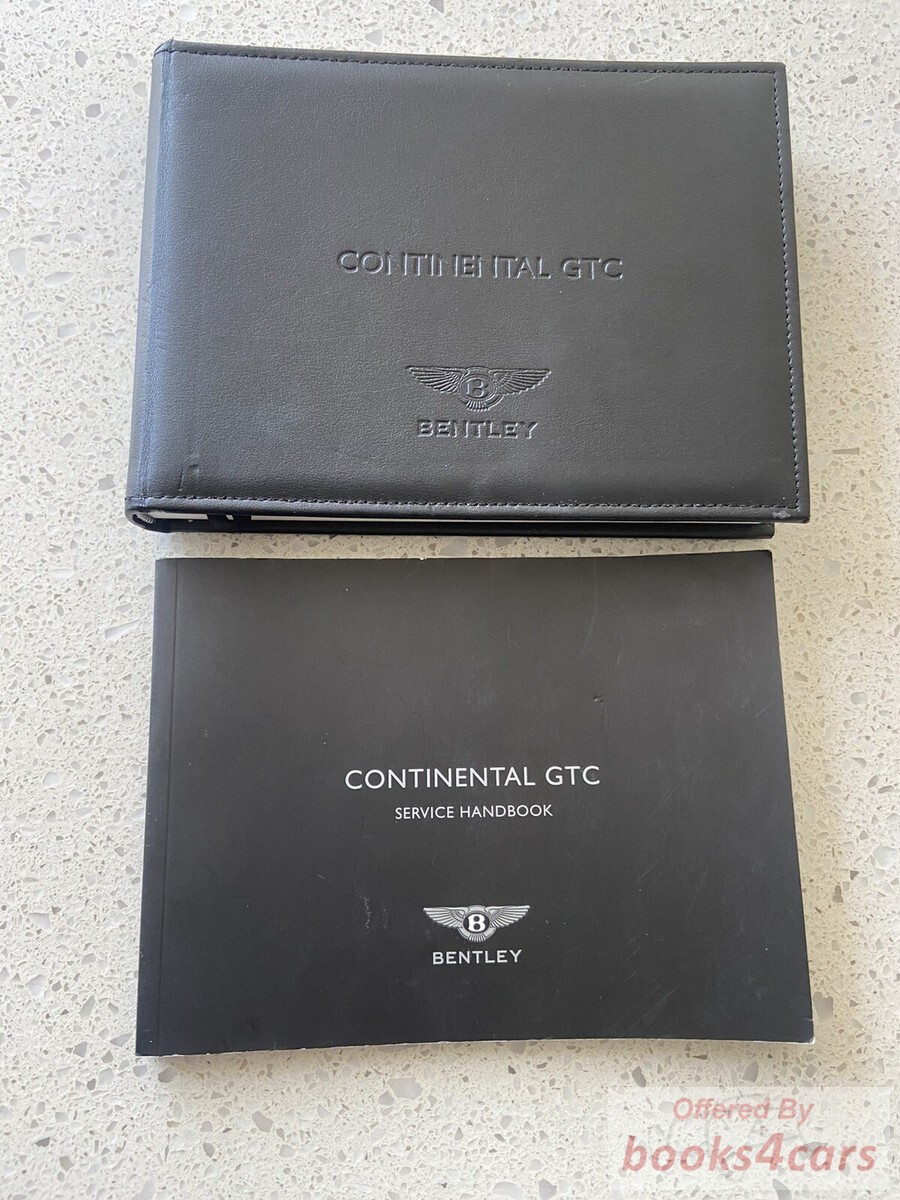 CONTINENTAL GTC
B
BENTLEY
CONTINENTAL GTC
SERVICE HANDBOOK
B
BENTLEY
Offered By
books4cars